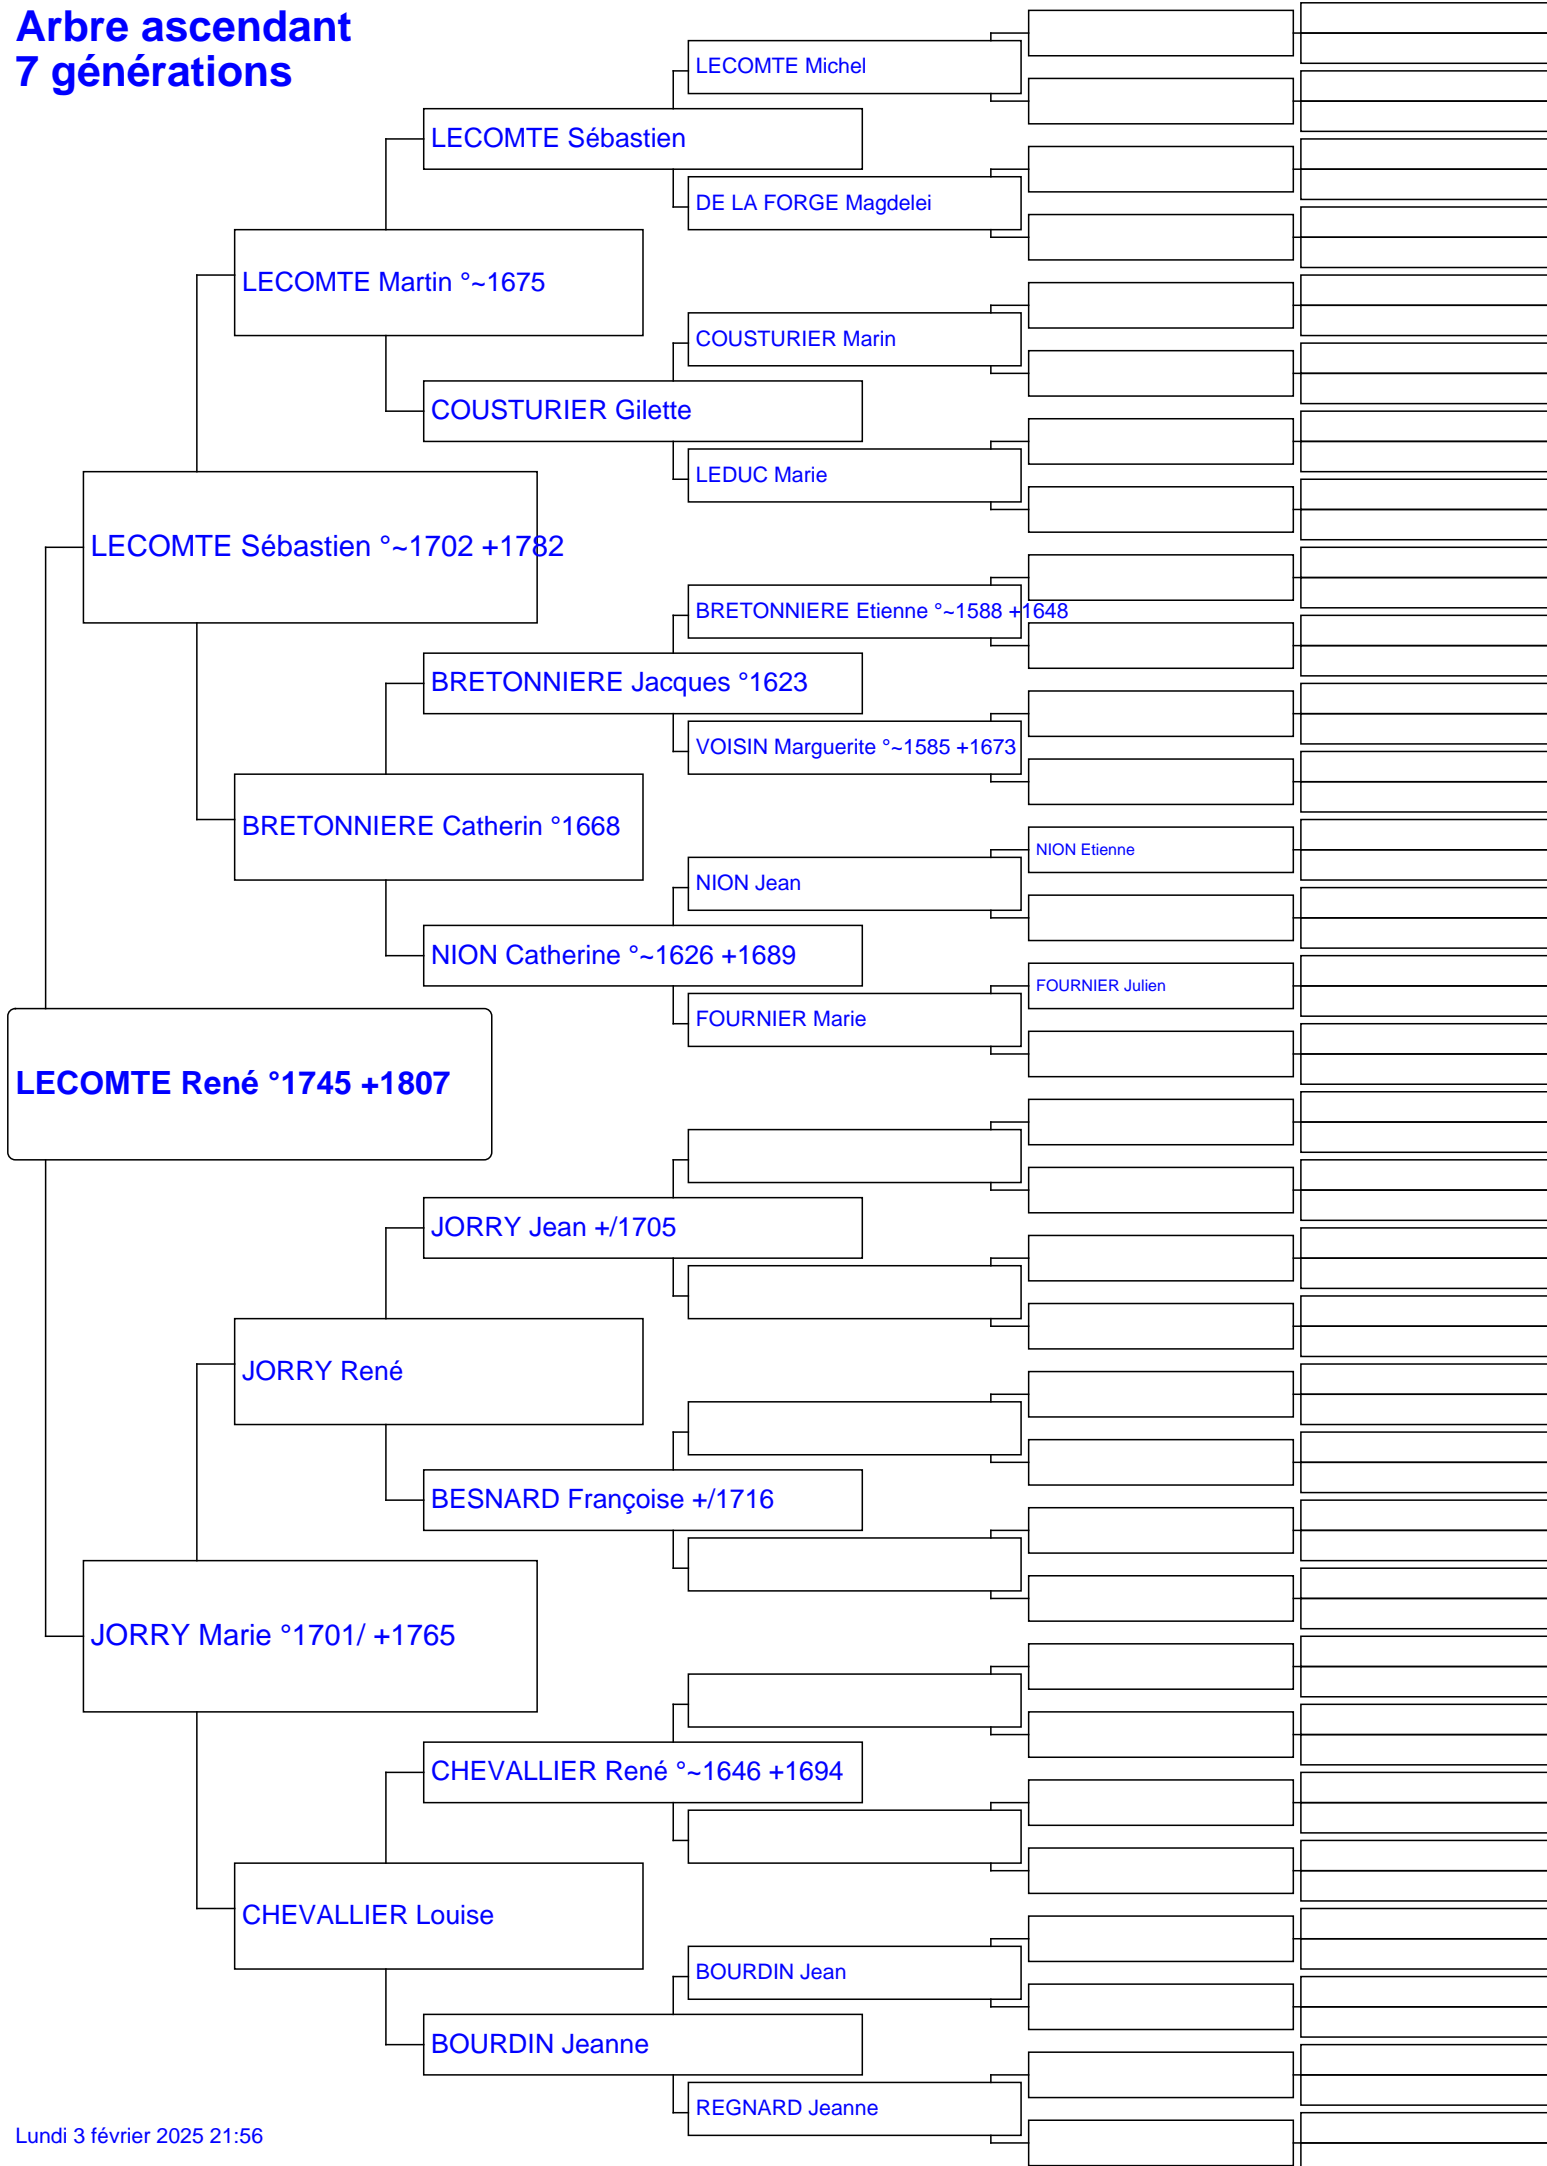 Arbre ascendant
7 générations
LECOMTE Michel
LECOMTE Sébastien
DE LA FORGE Magdelei
LECOMTE Martin °~1675
COUSTURIER Marin
COUSTURIER Gilette
LEDUC Marie
LECOMTE Sébastien °~1702 +1782
BRETONNIERE Etienne °~1588 +1648
BRETONNIERE Jacques °1623
VOISIN Marguerite °~1585 +1673
BRETONNIERE Catherin °1668
NION Etienne
NION Jean
NION Catherine °~1626 +1689
FOURNIER Julien
FOURNIER Marie
LECOMTE René °1745 +1807
JORRY Jean +/1705
JORRY René
BESNARD Françoise +/1716
JORRY Marie °1701/ +1765
CHEVALLIER René °~1646 +1694
CHEVALLIER Louise
BOURDIN Jean
BOURDIN Jeanne
REGNARD Jeanne
Lundi 3 février 2025 21:56